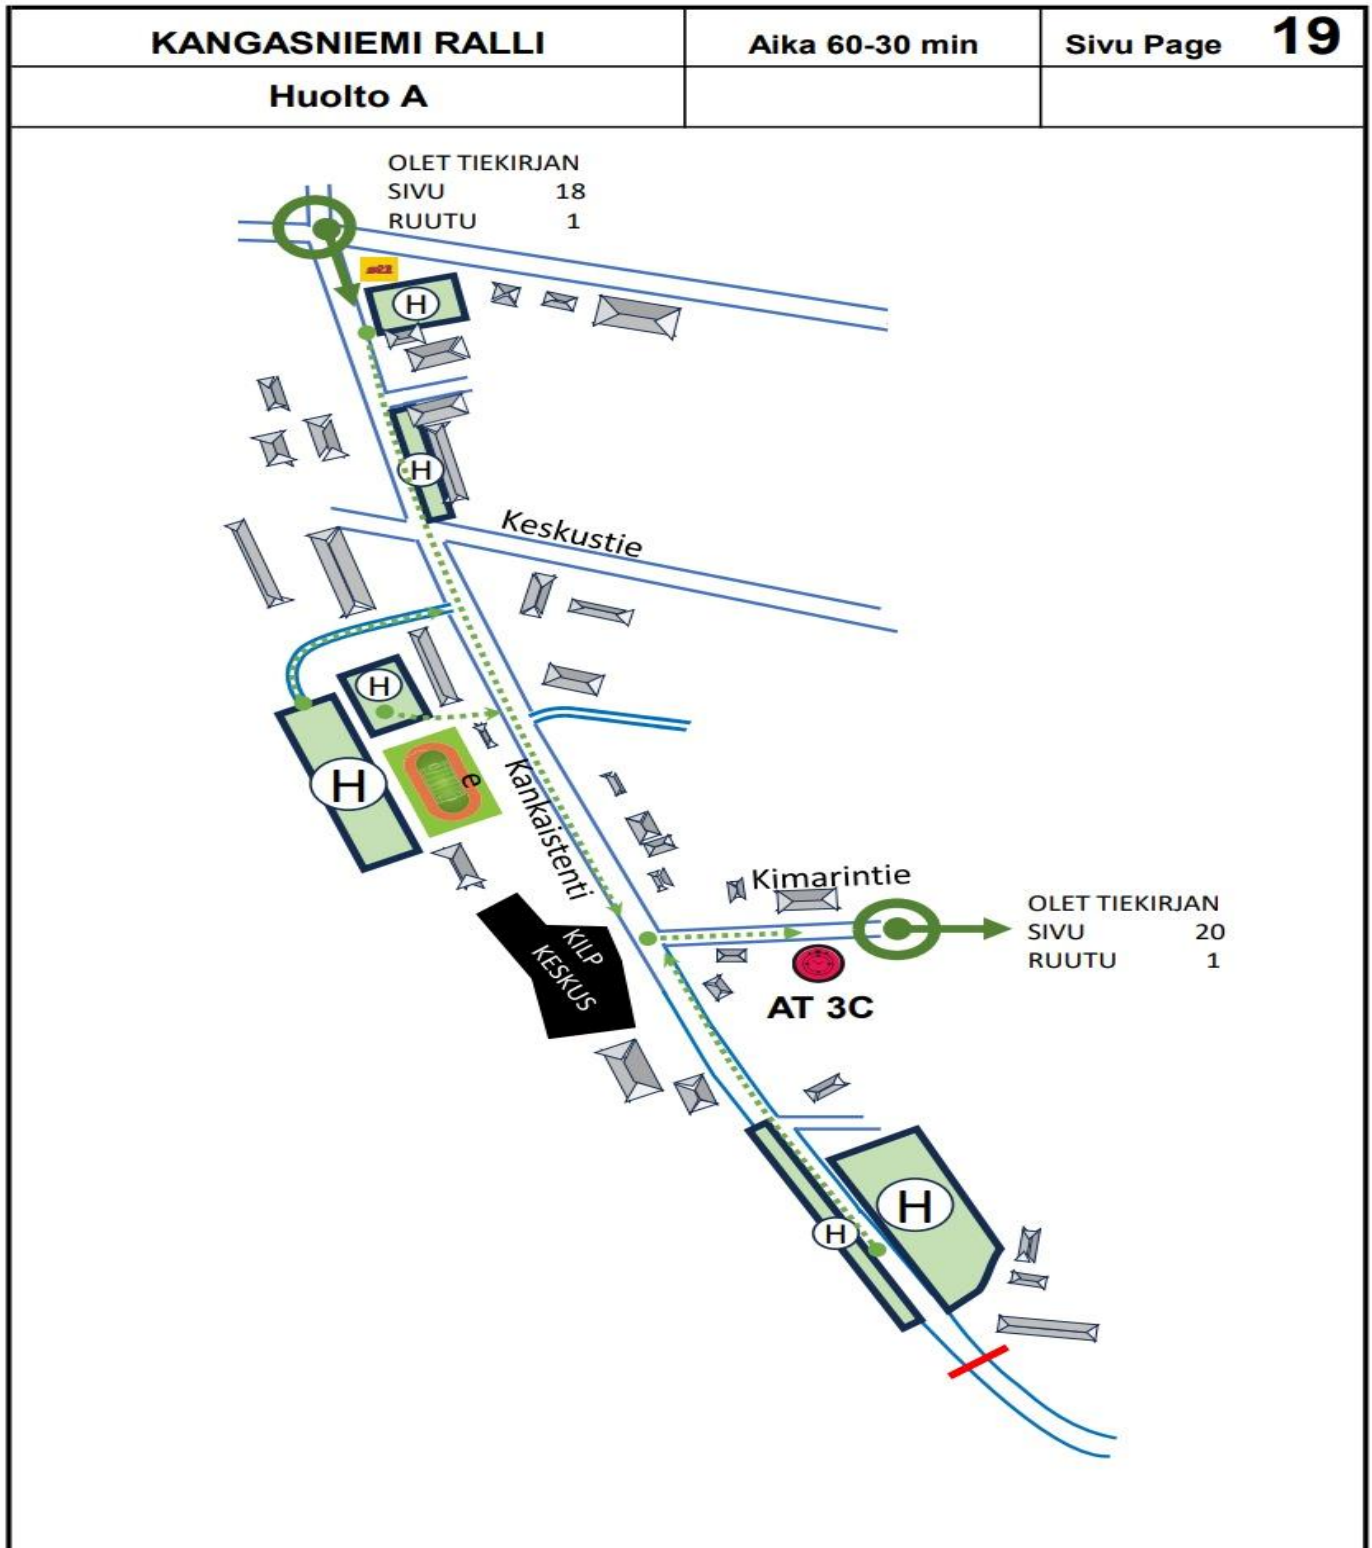 KANGASNIEMI RALLI
Aika 60-30 min
Sivu Page 19
Huolto A
OLET TIEKIRJAN
SIVU 18
RUUTU 1
H
H
Keskustie
H
H
Kankaistenti
e
Kimarintie
OLET TIEKIRJAN
SIVU 20
RUUTU 1
KILP
KESKUS
AT 3C
H
H